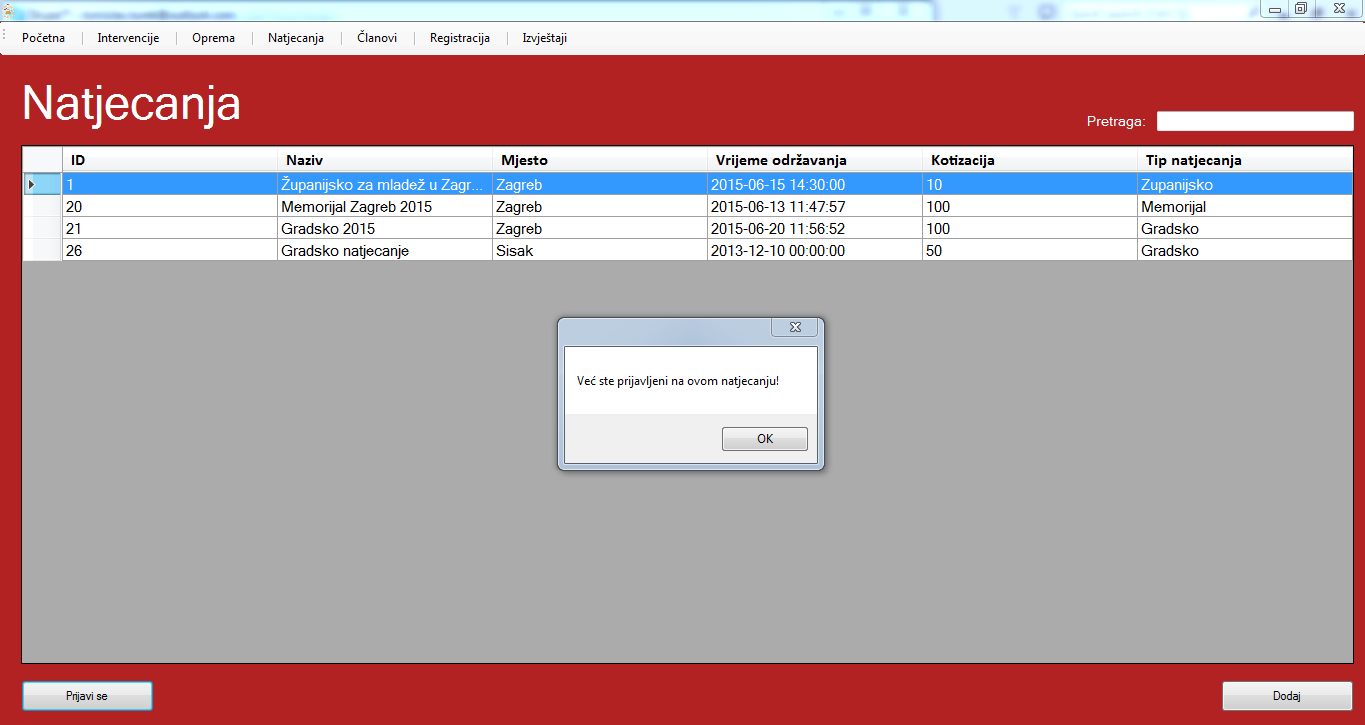 Početna Intervencije Oprema Natjecanja Članovi Registracija Izvještaji
Natjecanja
Pretraga:
ID Naziv Mjesto Vrijeme održavanja Kotizacija Tip natjecanja
1 Županijsko za mladež u Zagr... Zagreb 2015-06-15 14:30:00 10 Zupanijsko
20 Memorijal Zagreb 2015 Zagreb 2015-06-13 11:47:57 100 Memorijal
21 Gradsko 2015 Zagreb 2015-06-20 11:56:52 100 Gradsko
26 Gradsko natjecanje Sisak 2013-12-10 00:00:00 50 Gradsko
Već ste prijavljeni na ovom natjecanju!
OK
Prijavi se Dodaj